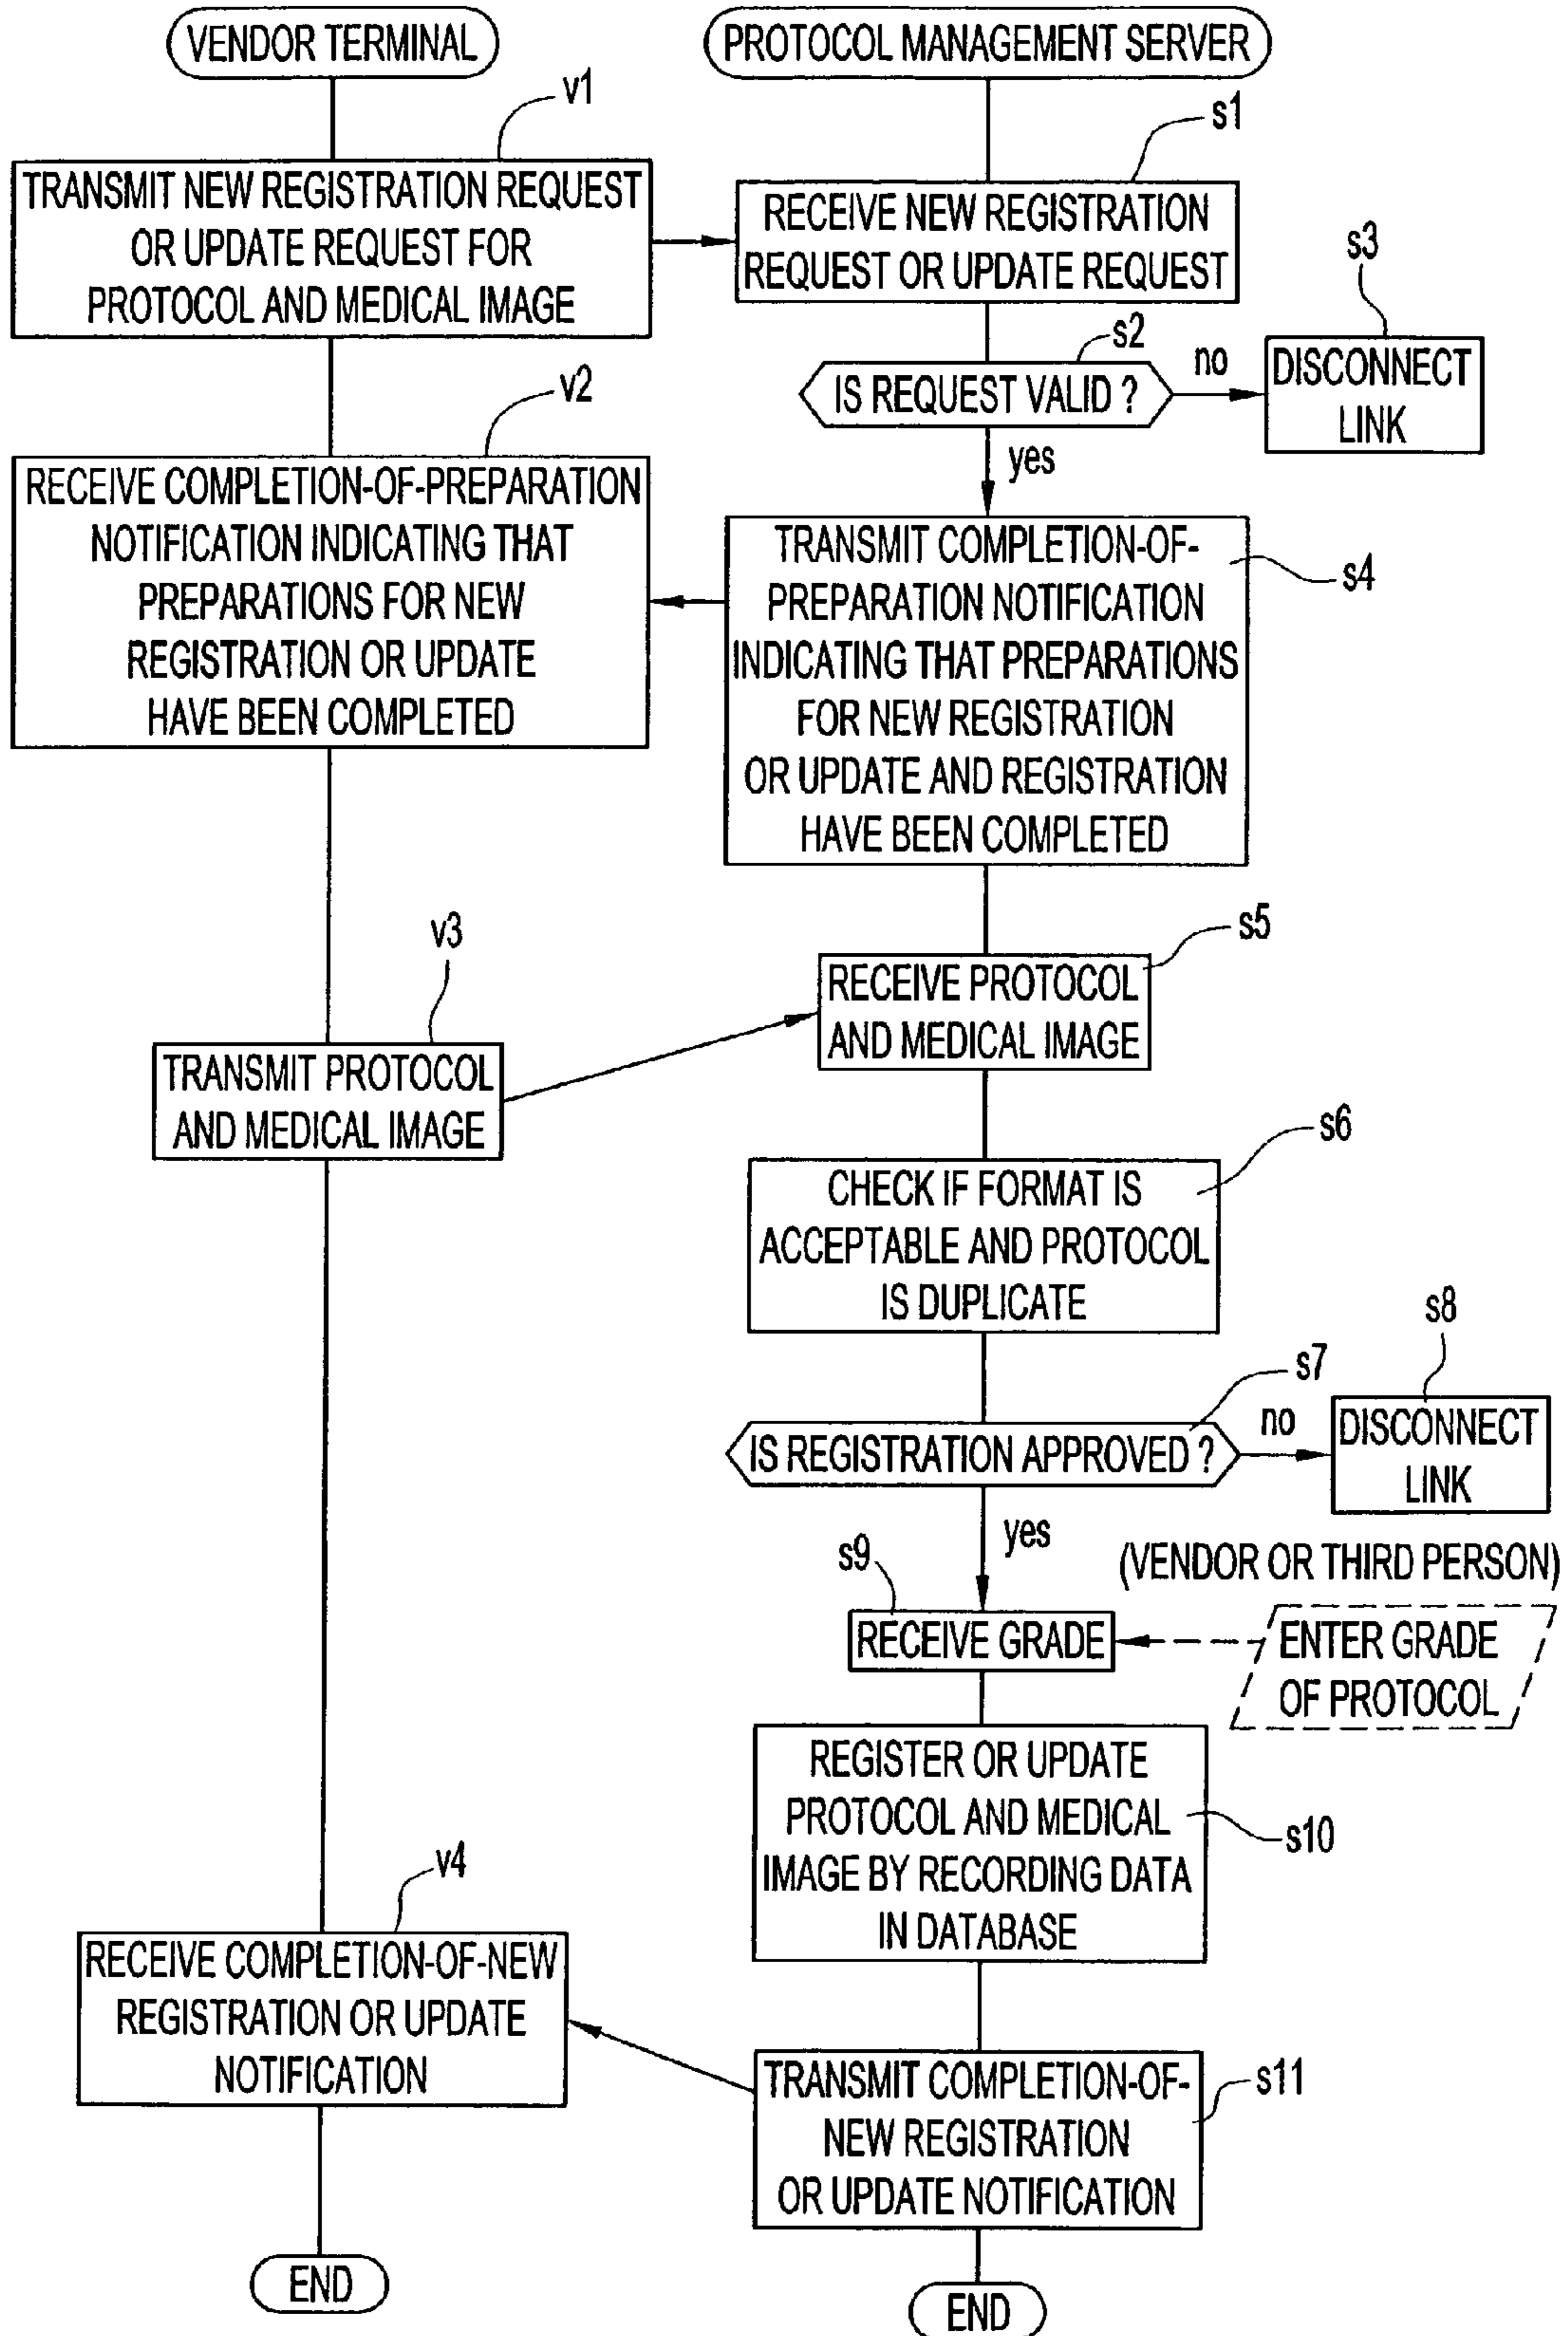 VENDOR TERMINAL
PROTOCOL MANAGEMENT SERVER
v1
TRANSMIT NEW REGISTRATION REQUEST
OR UPDATE REQUEST FOR
PROTOCOL AND MEDICAL IMAGE
s1
RECEIVE NEW REGISTRATION
REQUEST OR UPDATE REQUEST
s2
IS REQUEST VALID ?
no
s3
DISCONNECT
LINK
yes
v2
RECEIVE COMPLETION-OF-PREPARATION
NOTIFICATION INDICATING THAT
PREPARATIONS FOR NEW
REGISTRATION OR UPDATE
HAVE BEEN COMPLETED
s4
TRANSMIT COMPLETION-OF-
PREPARATION NOTIFICATION
INDICATING THAT PREPARATIONS
FOR NEW REGISTRATION
OR UPDATE AND REGISTRATION
HAVE BEEN COMPLETED
v3
TRANSMIT PROTOCOL
AND MEDICAL IMAGE
s5
RECEIVE PROTOCOL
AND MEDICAL IMAGE
s6
CHECK IF FORMAT IS
ACCEPTABLE AND PROTOCOL
IS DUPLICATE
s7
IS REGISTRATION APPROVED ?
no
s8
DISCONNECT
LINK
yes
s9
RECEIVE GRADE
(VENDOR OR THIRD PERSON)
ENTER GRADE
OF PROTOCOL
REGISTER OR UPDATE
PROTOCOL AND MEDICAL
IMAGE BY RECORDING DATA
IN DATABASE
s10
v4
RECEIVE COMPLETION-OF-NEW
REGISTRATION OR UPDATE
NOTIFICATION
TRANSMIT COMPLETION-OF-
NEW REGISTRATION
OR UPDATE NOTIFICATION
s11
END
END